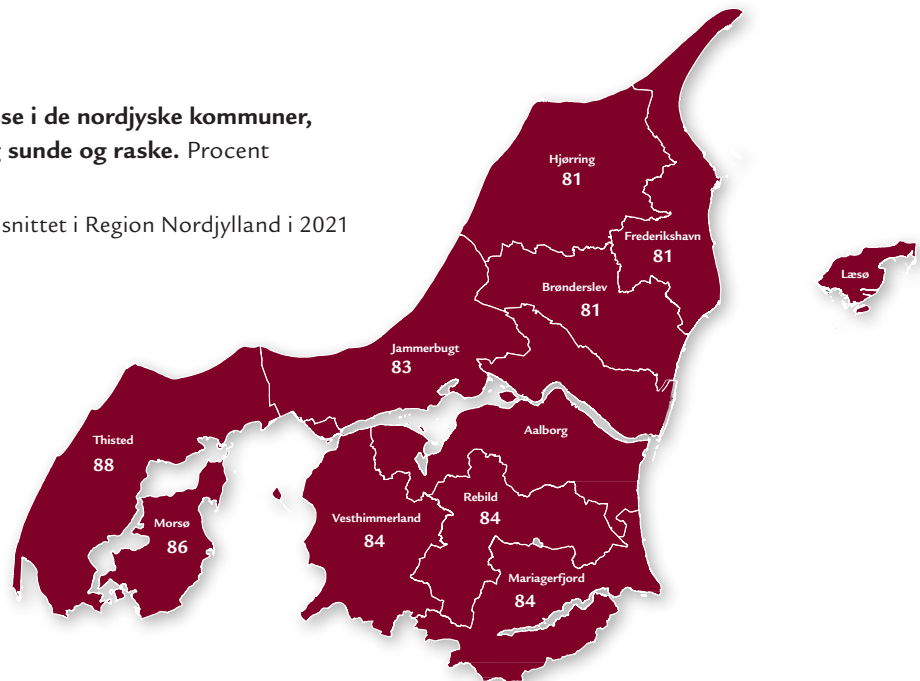 se i de nordjyske kommuner,
sunde og raske. Procent
snittet i Region Nordjylland i 2021
Hjørring
81
Frederikshavn
81
Læsø
Brønderslev
81
Jammerbugt
83
Aalborg
Thisted
88
Rebild
84
Morsø
86
Vesthimmerland
84
Mariagerfjord
84